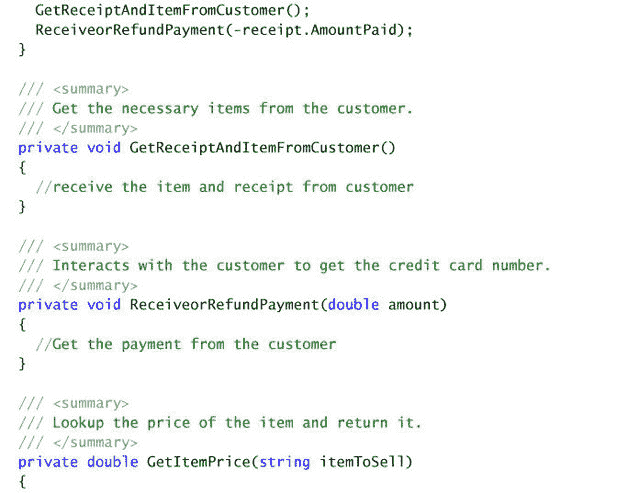 GetReceiptAndItemFromCustomer();
ReceiveorRefundPayment(-receipt.AmountPaid);
}
/// <summary>
/// Get the necessary items from the customer.
/// </summary>
private void GetReceiptAndItemFromCustomer()
{
//receive the item and receipt from customer
}
/// <summary>
/// Interacts with the customer to get the credit card number.
/// </summary>
private void ReceiveorRefundPayment(double amount)
{
//Get the payment from the customer
}
/// <summary>
/// Lookup the price of the item and return it.
/// </summary>
private double GetItemPrice(string itemToSell)
{